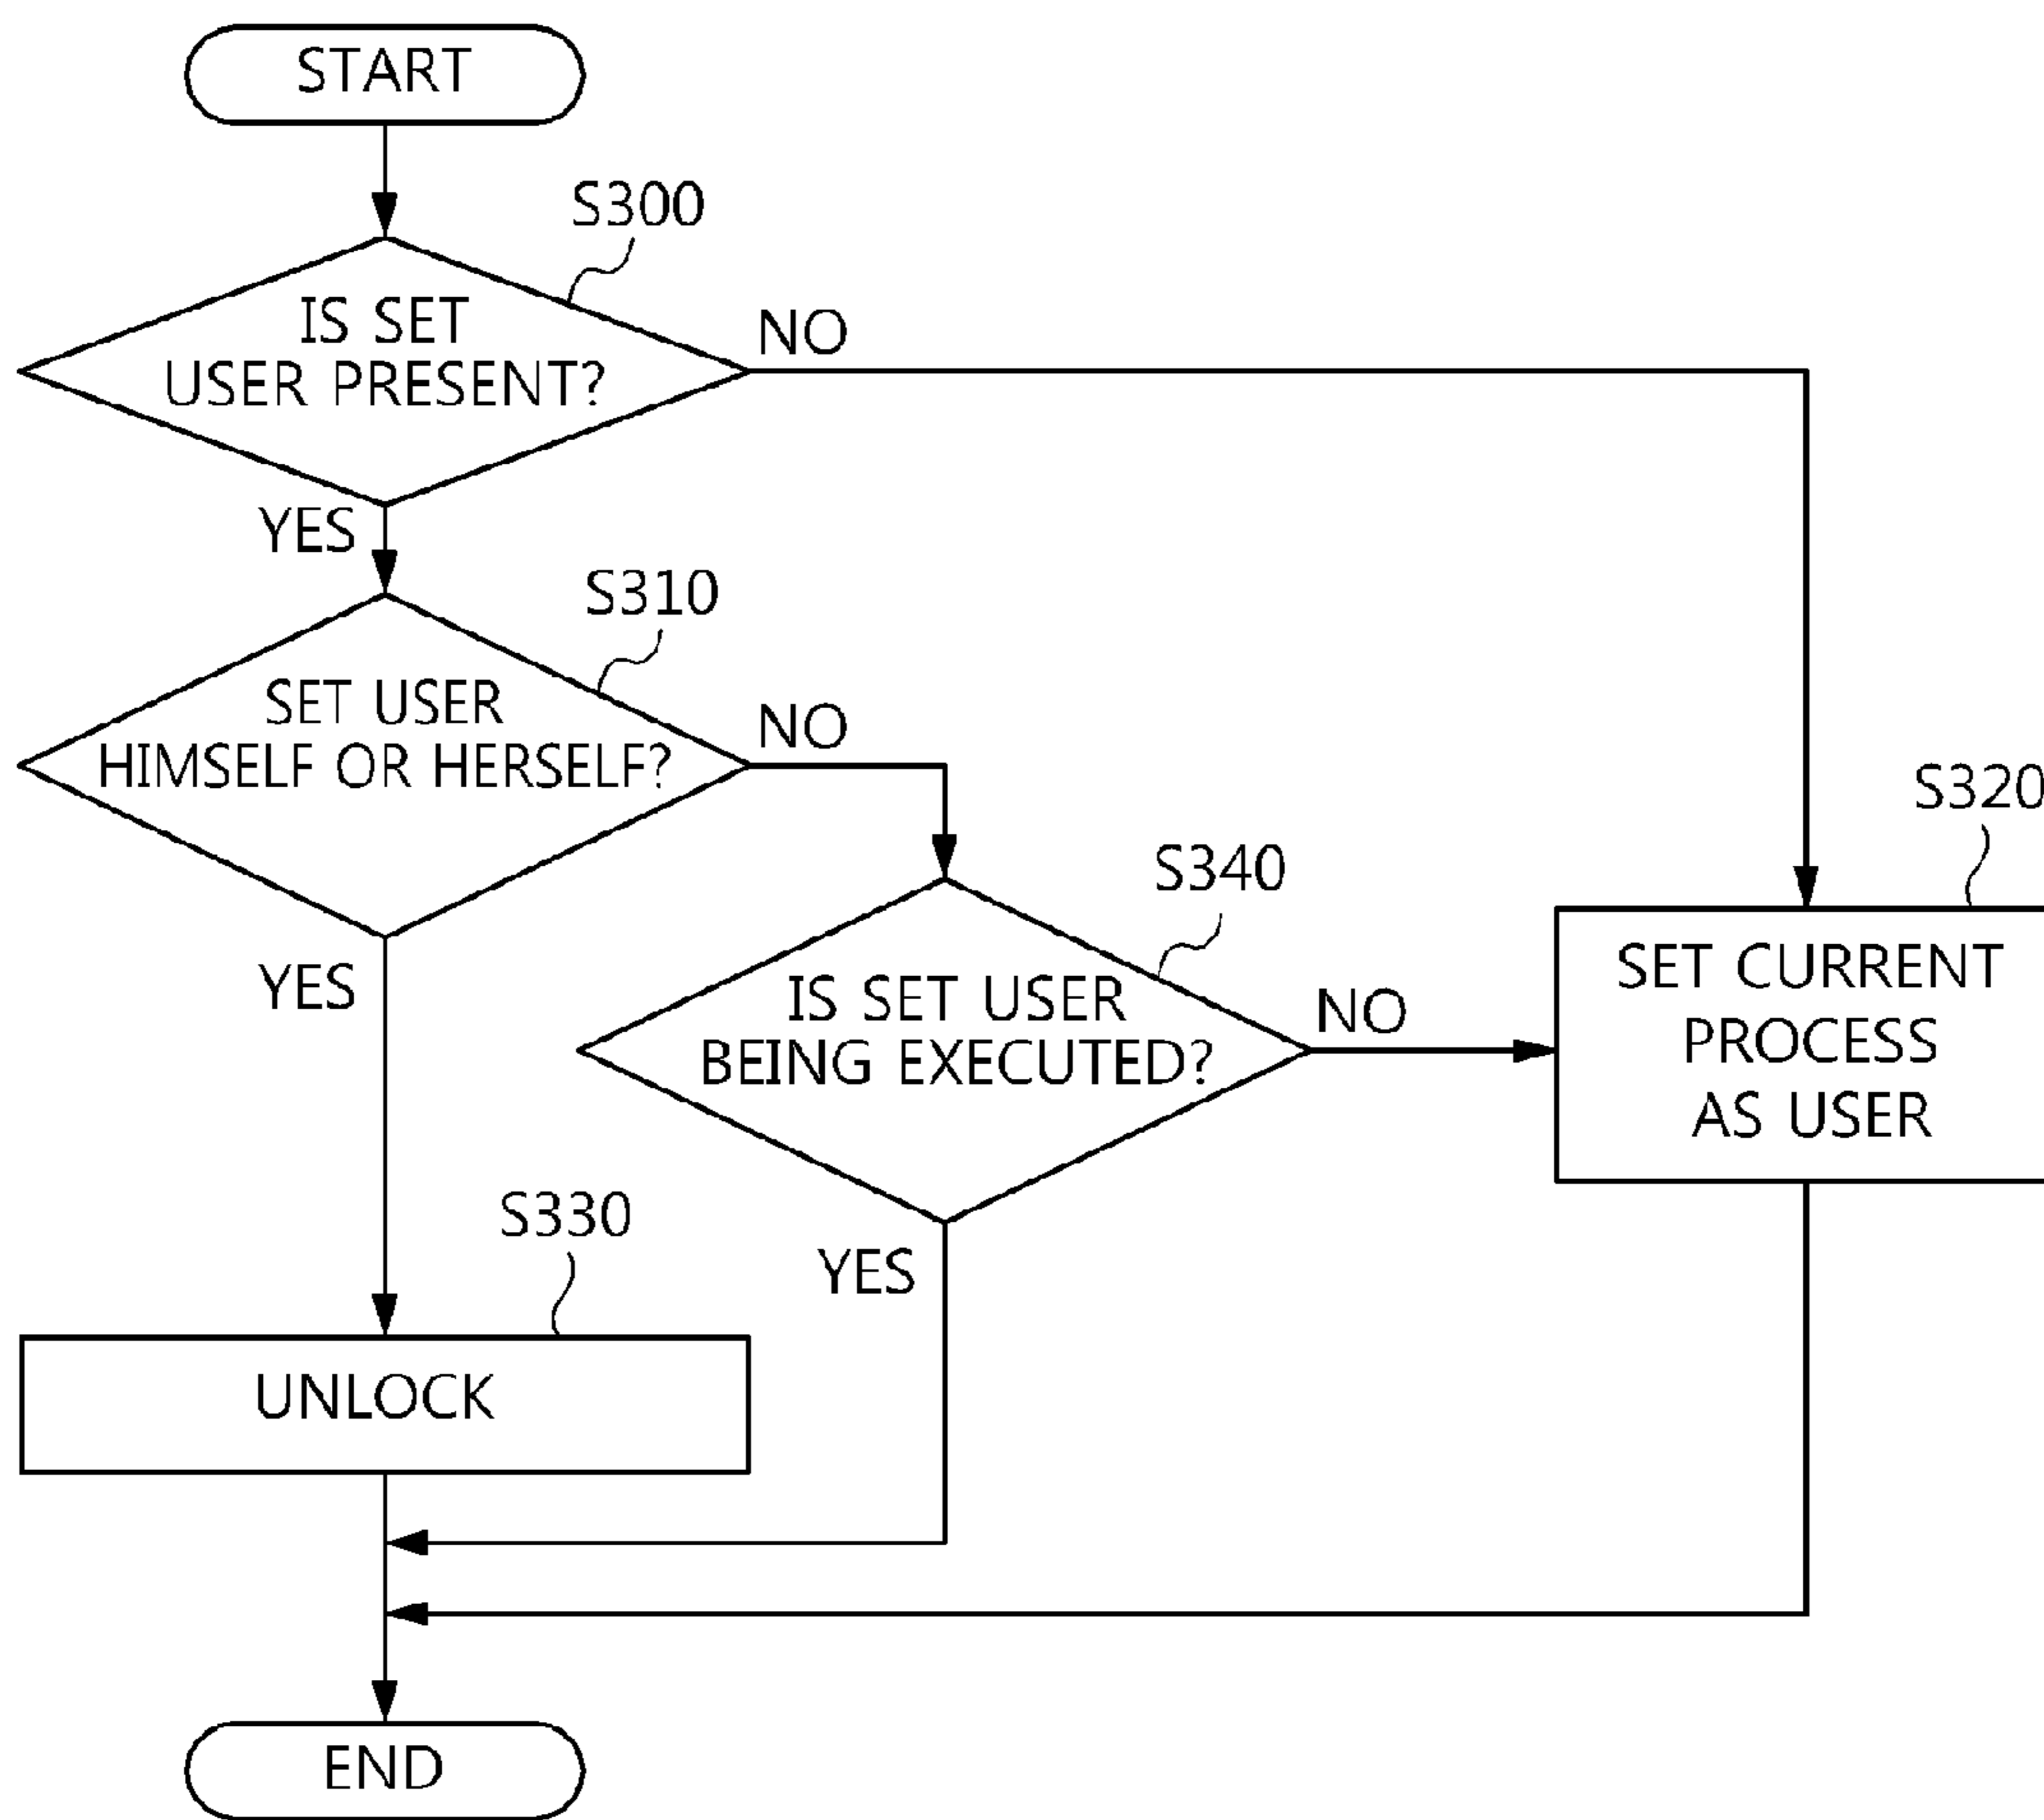 START
S300
IS SET
USER PRESENT?
NO
YES
S310
SET USER
HIMSELF OR HERSELF?
NO
S320
S340
YES
IS SET USER
BEING EXECUTED?
NO
SET CURRENT
PROCESS
AS USER
S330
YES
UNLOCK
END